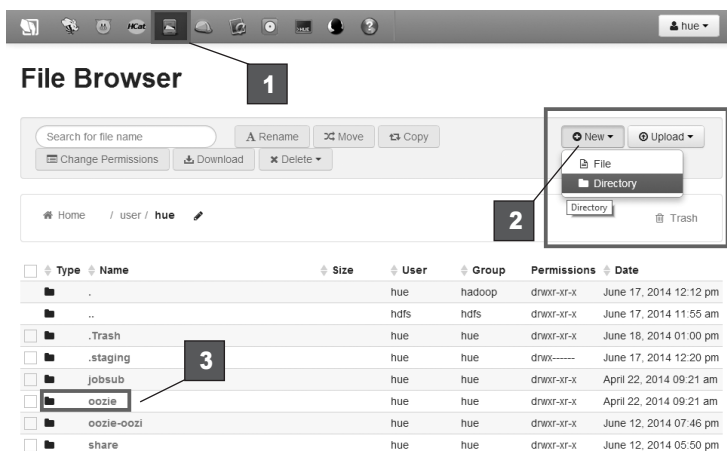 HCat
>HUE
hue
File Browser
1
Search for file name
Rename
Move
Copy
New
Upload
Change Permissions
Download
Delete
File
Directory
Directory
Home / user / hue
2
Trash
Type Name Size User Group Permissions Date
. hue hadoop drwxr-xr-x June 17, 2014 12:12 pm
.. hdfs hdfs drwxr-xr-x June 17, 2014 11:55 am
.Trash hue hue drwxr-xr-x June 18, 2014 01:00 pm
.staging hue hue drwx------ June 17, 2014 12:20 pm
3
jobsub hue hue drwxr-xr-x April 22, 2014 09:21 am
oozie hue hue drwxr-xr-x April 22, 2014 09:21 am
oozie-oozi hue hue drwxr-xr-x June 12, 2014 07:46 pm
share hue hue drwxr-xr-x June 12, 2014 05:50 pm